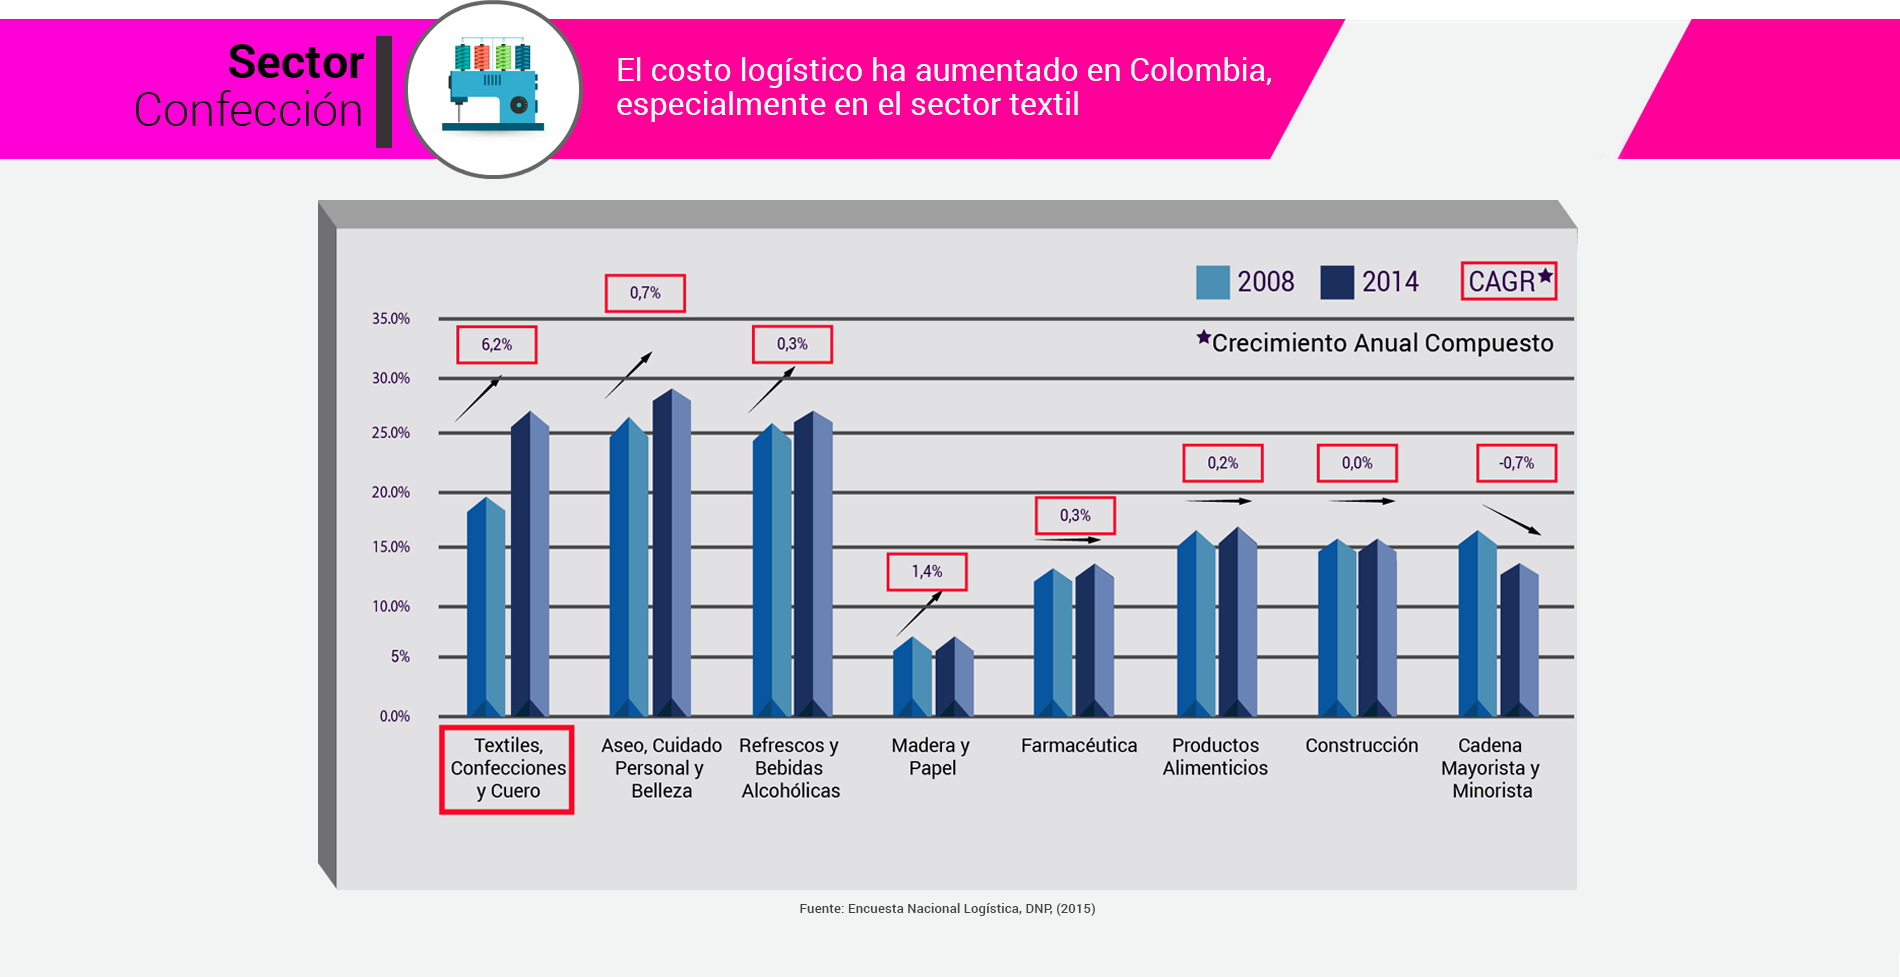 Sector
Confección
El costo logístico ha aumentado en Colombia,
especialmente en el sector textil
2008
2014
CAGR★
★Crecimiento Anual Compuesto
35.0%
30.0%
25.0%
20.0%
15.0%
10.0%
5%
0.0%
6,2%
0,7%
0,3%
1,4%
0,3%
0,2%
0,0%
-0,7%
Textiles,
Confecciones
y Cuero
Aseo, Cuidado
Personal y
Belleza
Refrescos y
Bebidas
Alcohólicas
Madera y
Papel
Farmacéutica
Productos
Alimenticios
Construcción
Cadena
Mayorista y
Minorista
Fuente: Encuesta Nacional Logística, DNP, (2015)